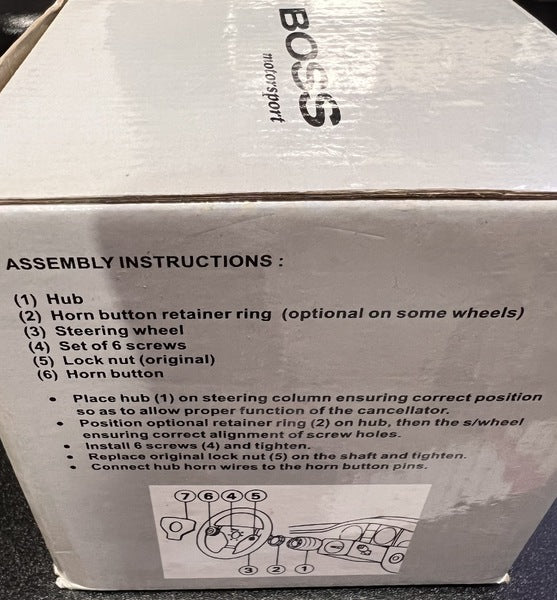 BOSS
motorsport
ASSEMBLY INSTRUCTIONS :
(1) Hub
(2) Horn button retainer ring (optional on some wheels)
(3) Steering wheel
(4) Set of 6 screws
(5) Lock nut (original)
(6) Horn button
• Place hub (1) on steering column ensuring correct position
so as to allow proper function of the cancellator.
• Position optional retainer ring (2) on hub, then the s/wheel
ensuring correct alignment of screw holes.
• Install 6 screws (4) and tighten.
• Replace original lock nut (5) on the shaft and tighten.
• Connect hub horn wires to the horn button pins.
7 6 4 5
3 2 1